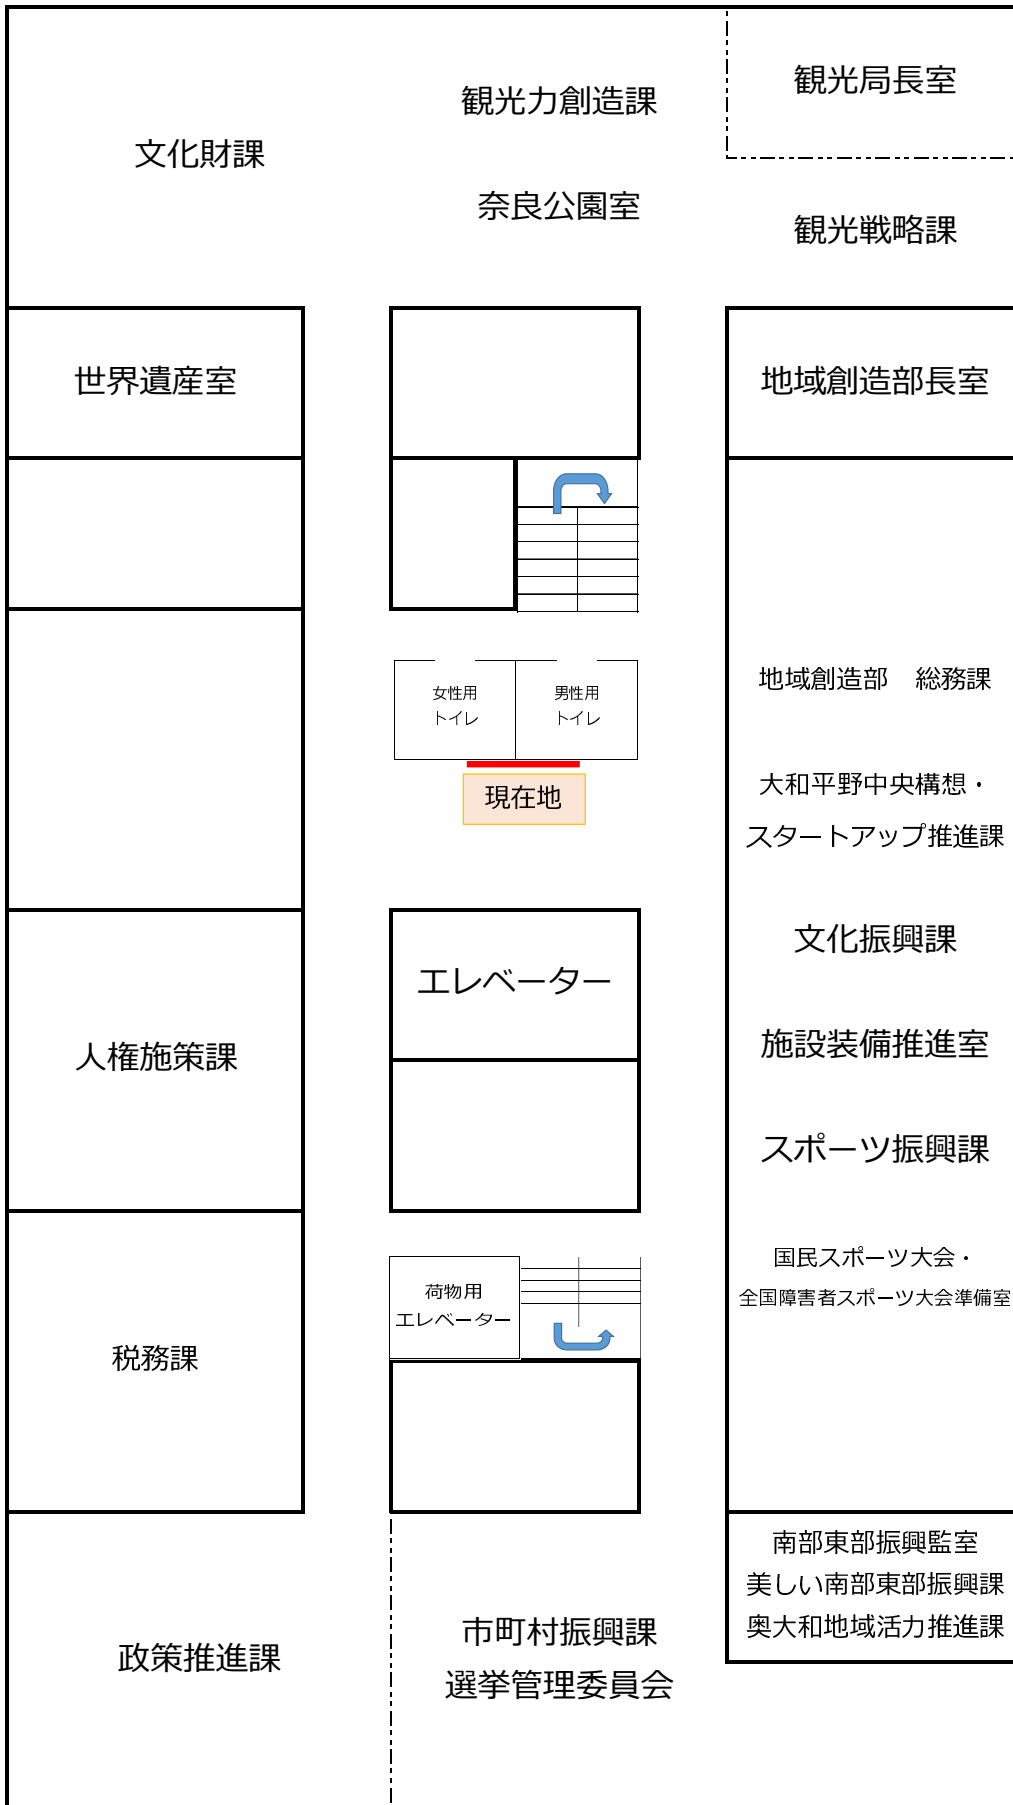 観光局長室
観光力創造課
文化財課
奈良公園室
観光戦略課
世界遺産室
地域創造部長室
地域創造部　総務課
女性用
トイレ
男性用
トイレ
現在地
大和平野中央構想・
スタートアップ推進課
文化振興課
エレベーター
施設装備推進室
人権施策課
スポーツ振興課
国民スポーツ大会・
全国障害者スポーツ大会準備室
荷物用
エレベーター
税務課
南部東部振興監室
美しい南部東部振興課
奥大和地域活力推進課
市町村振興課
選挙管理委員会
政策推進課